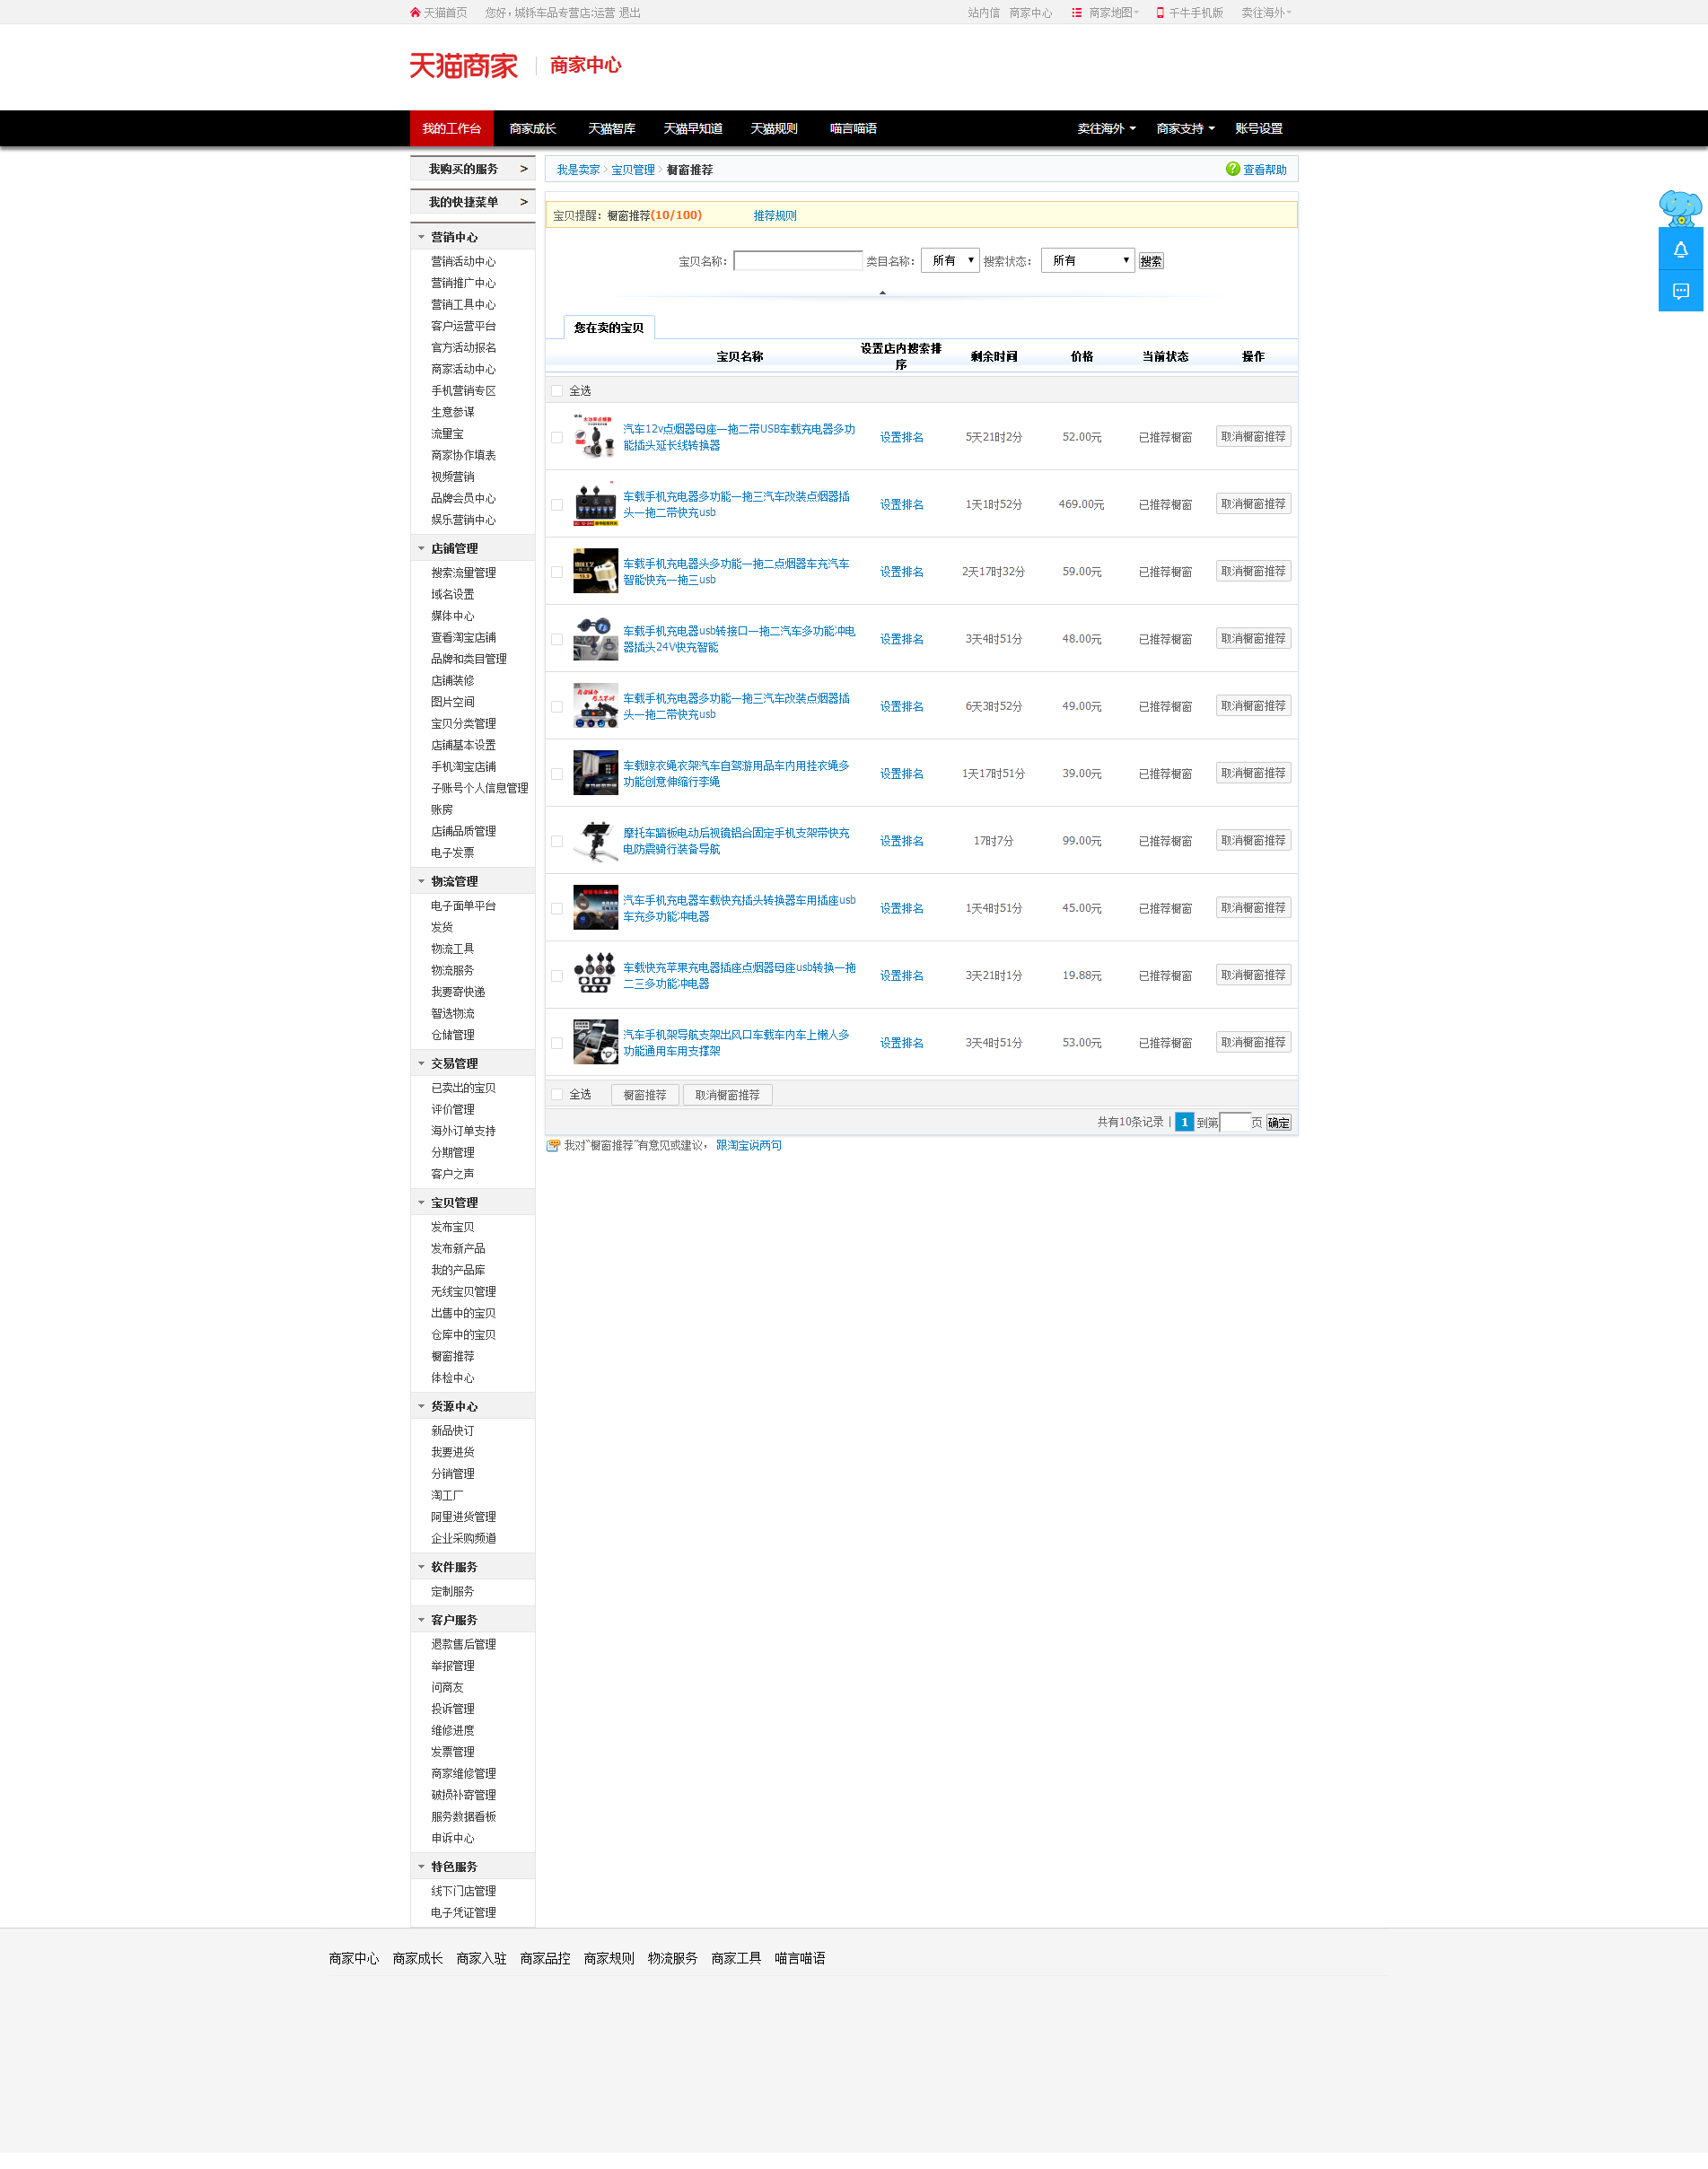 天猫首页 您好，城铄车品专营店:运营 退出 站内信 商家中心 商家地图 千牛手机版 卖往海外
天猫商家 商家中心
我的工作台 商家成长 天猫智库 天猫早知道 天猫规则 喵言喵语 卖往海外 商家支持 账号设置
我购买的服务 >
我的快捷菜单 >
营销中心
营销活动中心
营销推广中心
营销工具中心
客户运营平台
官方活动报名
商家活动中心
手机营销专区
生意参谋
流量宝
商家协作填表
视频营销
品牌会员中心
娱乐营销中心
店铺管理
搜索流量管理
域名设置
媒体中心
查看淘宝店铺
品牌和类目管理
店铺装修
图片空间
宝贝分类管理
店铺基本设置
手机淘宝店铺
子账号个人信息管理
账房
店铺品质管理
电子发票
物流管理
电子面单平台
发货
物流工具
物流服务
我要寄快递
智选物流
仓储管理
交易管理
已卖出的宝贝
评价管理
海外订单支持
分期管理
客户之声
宝贝管理
发布宝贝
发布新产品
我的产品库
无线宝贝管理
出售中的宝贝
仓库中的宝贝
橱窗推荐
体检中心
货源中心
新品快订
我要进货
分销管理
淘工厂
阿里进货管理
企业采购频道
软件服务
定制服务
客户服务
退款售后管理
举报管理
问商友
投诉管理
维修进度
发票管理
商家维修管理
破损补寄管理
服务数据看板
申诉中心
特色服务
线下门店管理
电子凭证管理
我是卖家 > 宝贝管理 > 橱窗推荐 查看帮助
宝贝提醒：橱窗推荐(10/100) 推荐规则
宝贝名称： 类目名称： 所有 搜索状态： 所有 搜索
您在卖的宝贝
宝贝名称 设置店内搜索排序 剩余时间 价格 当前状态 操作
全选
汽车12v点烟器母座一拖二带USB车载充电器多功
能插头延长线转换器
设置排名 5天21时2分 52.00元 已推荐橱窗 取消橱窗推荐
车载手机充电器多功能一拖三汽车改装点烟器插
头一拖二带快充usb
设置排名 1天1时52分 469.00元 已推荐橱窗 取消橱窗推荐
车载手机充电器头多功能一拖二点烟器车充汽车
智能快充一拖三usb
设置排名 2天17时32分 59.00元 已推荐橱窗 取消橱窗推荐
车载手机充电器usb转接口一拖二汽车多功能冲电
器插头24V快充智能
设置排名 3天4时51分 48.00元 已推荐橱窗 取消橱窗推荐
车载手机充电器多功能一拖三汽车改装点烟器插
头一拖二带快充usb
设置排名 6天3时52分 49.00元 已推荐橱窗 取消橱窗推荐
车载晾衣绳衣架汽车自驾游用品车内用挂衣绳多
功能创意伸缩行李绳
设置排名 1天17时51分 39.00元 已推荐橱窗 取消橱窗推荐
摩托车踏板电动后视镜铝合固定手机支架带快充
电防震骑行装备导航
设置排名 17时7分 99.00元 已推荐橱窗 取消橱窗推荐
汽车手机充电器车载快充插头转换器车用插座usb
车充多功能冲电器
设置排名 1天4时51分 45.00元 已推荐橱窗 取消橱窗推荐
车载快充苹果充电器插座点烟器母座usb转换一拖
二三多功能冲电器
设置排名 3天21时1分 19.88元 已推荐橱窗 取消橱窗推荐
汽车手机架导航支架出风口车载车内车上懒人多
功能通用车用支撑架
设置排名 3天4时51分 53.00元 已推荐橱窗 取消橱窗推荐
全选 橱窗推荐 取消橱窗推荐
共有10条记录 | 1 到第 页 确定
我对“橱窗推荐”有意见或建议， 跟淘宝说两句
商家中心 商家成长 商家入驻 商家品控 商家规则 物流服务 商家工具 喵言喵语